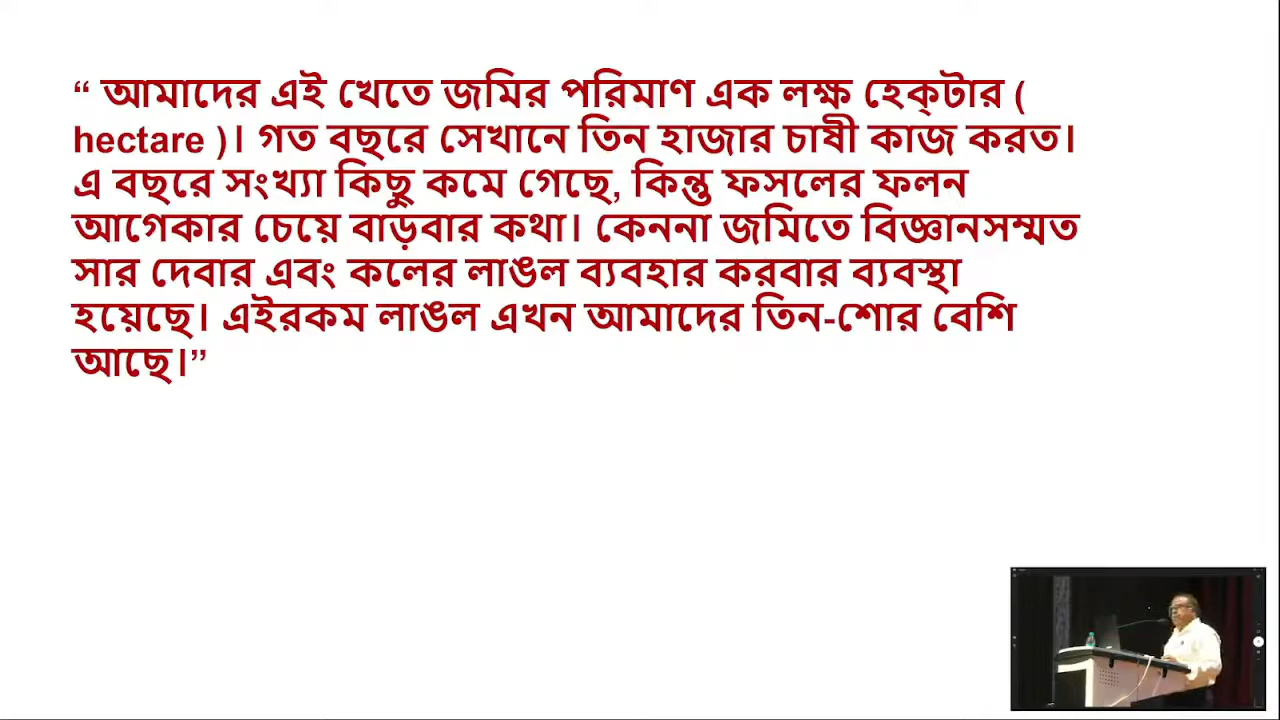 “ আমাদের এই খেতে জমির পরিমাণ এক লক্ষ হেক্‌টার (
hectare )। গত বছরে সেখানে তিন হাজার চাষী কাজ করত।
এ বছরে সংখ্যা কিছু কমে গেছে, কিন্তু ফসলের ফলন
আগেকার চেয়ে বাড়বার কথা। কেননা জমিতে বিজ্ঞানসম্মত
সার দেবার এবং কলের লাঙল ব্যবহার করবার ব্যবস্থা
হয়েছে। এইরকম লাঙল এখন আমাদের তিন-শোর বেশি
আছে।”